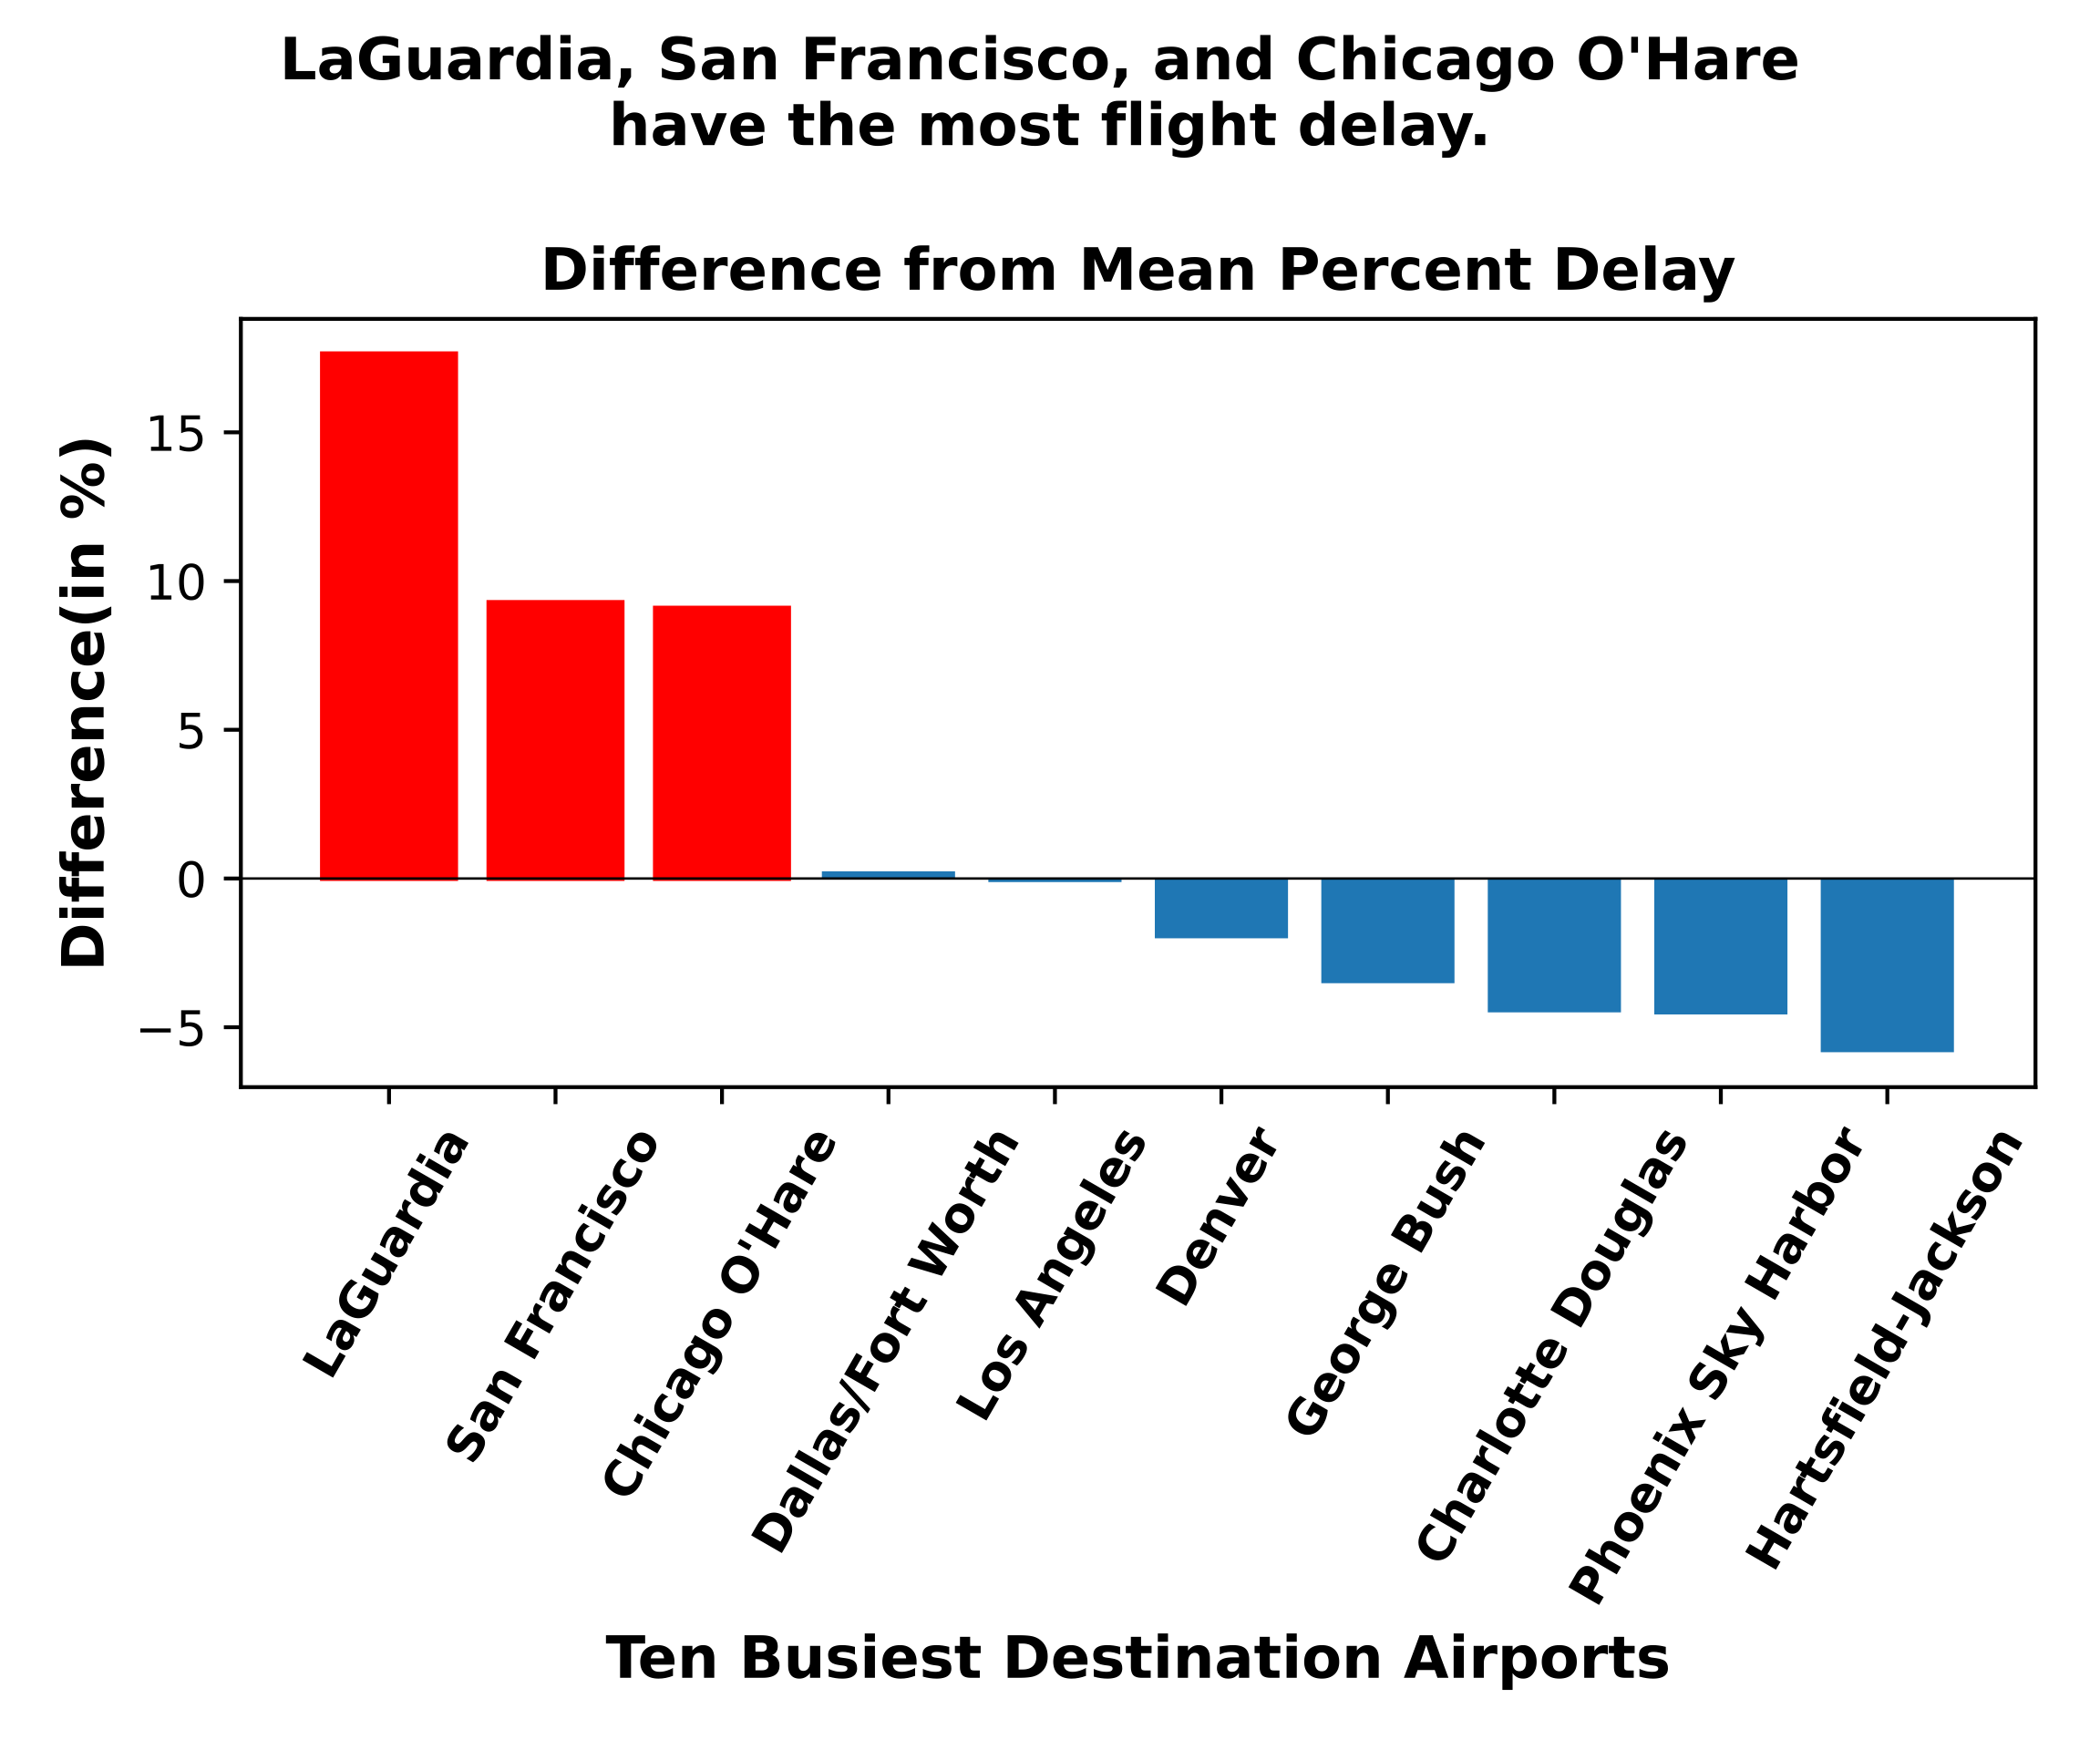 LaGuardia, San Francisco, and Chicago O'Hare
have the most flight delay.
Difference from Mean Percent Delay
Difference(in %)
15
10
5
0
−5
LaGuardia
San Francisco
Chicago O'Hare
Dallas/Fort Worth
Los Angeles
Denver
George Bush
Charlotte Douglas
Phoenix Sky Harbor
Hartsfield-Jackson
Ten Busiest Destination Airports